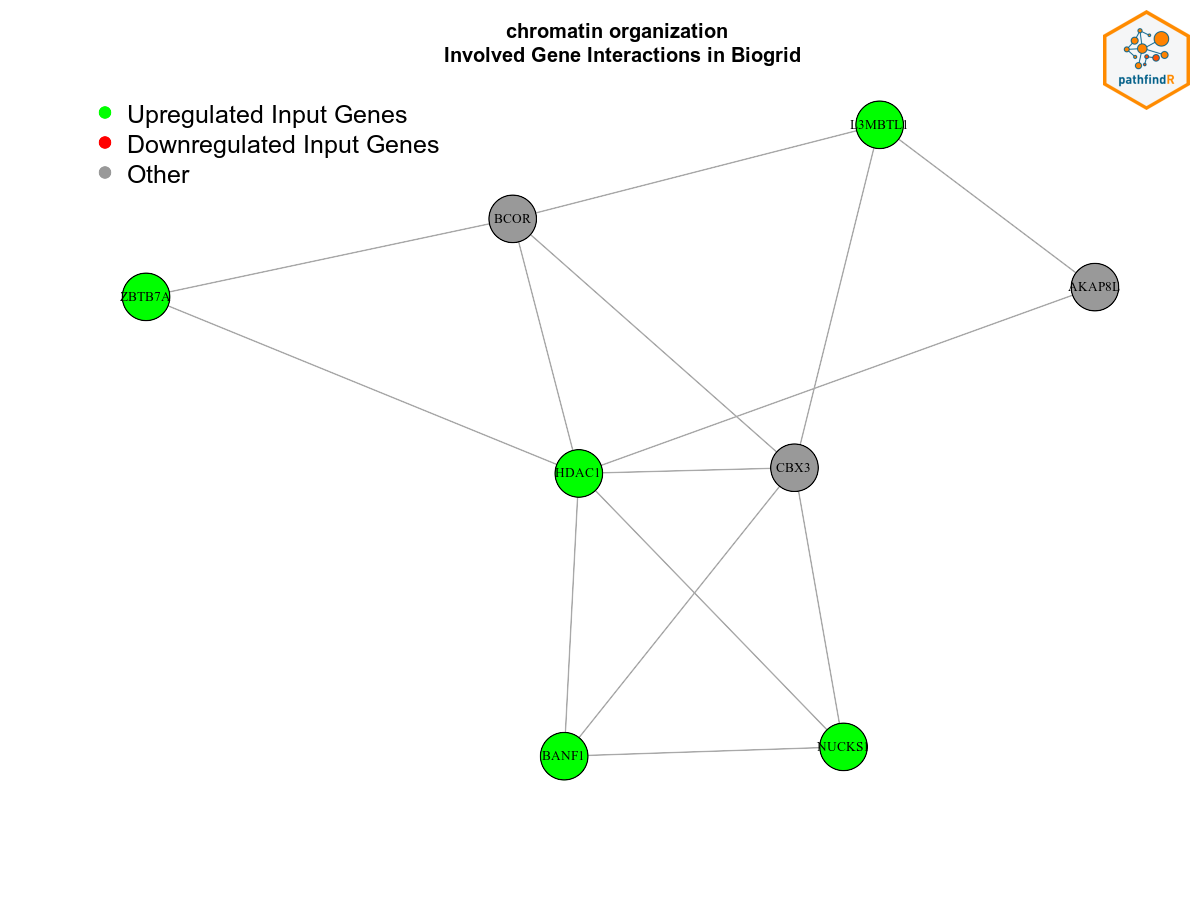 chromatin organization
Involved Gene Interactions in Biogrid
pathfindR
Upregulated Input Genes
Downregulated Input Genes
Other
L3MBTL1
BCOR
AKAP8L
ZBTB7A
HDAC1
CBX3
BANF1
NUCKS1